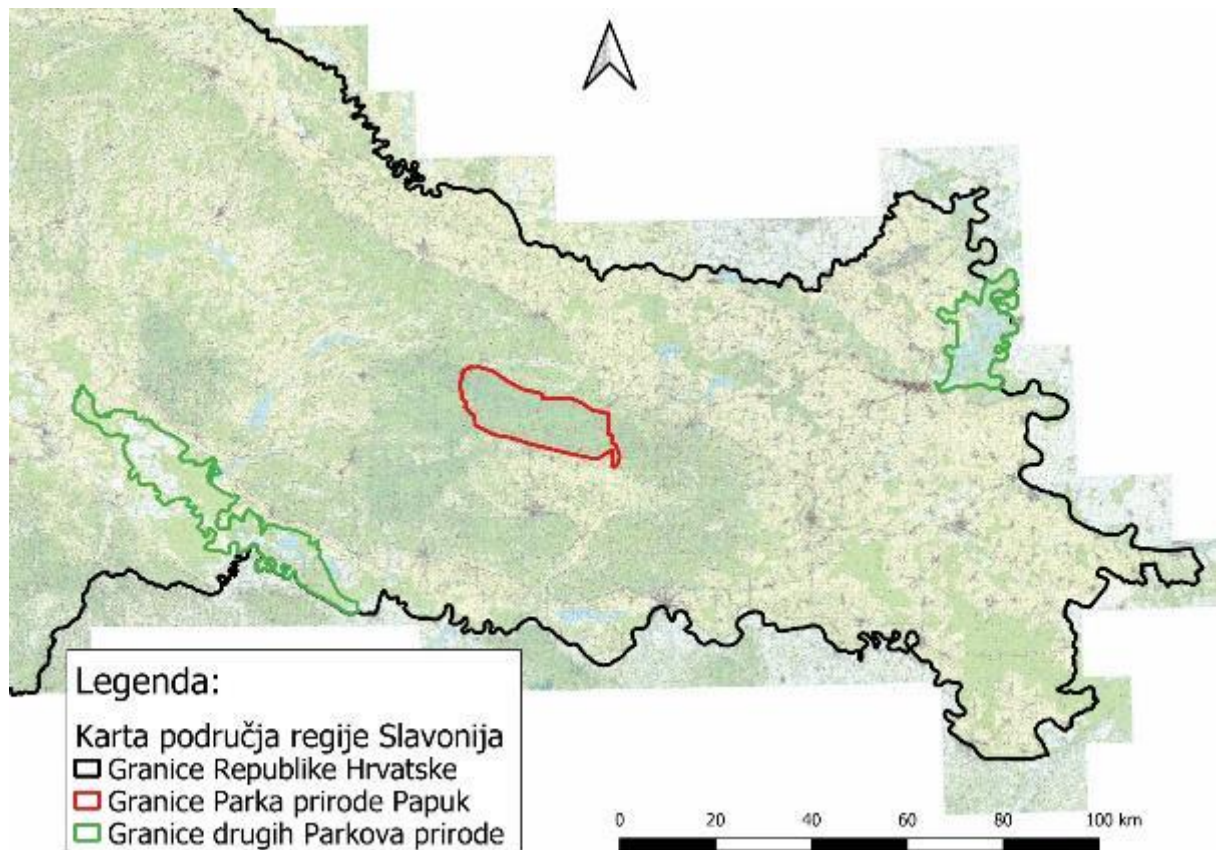 Legenda:
Karta područja regije Slavonija
Granice Republike Hrvatske
Granice Parka prirode Papuk
Granice drugih Parkova prirode
0 20 40 60 80 100 km